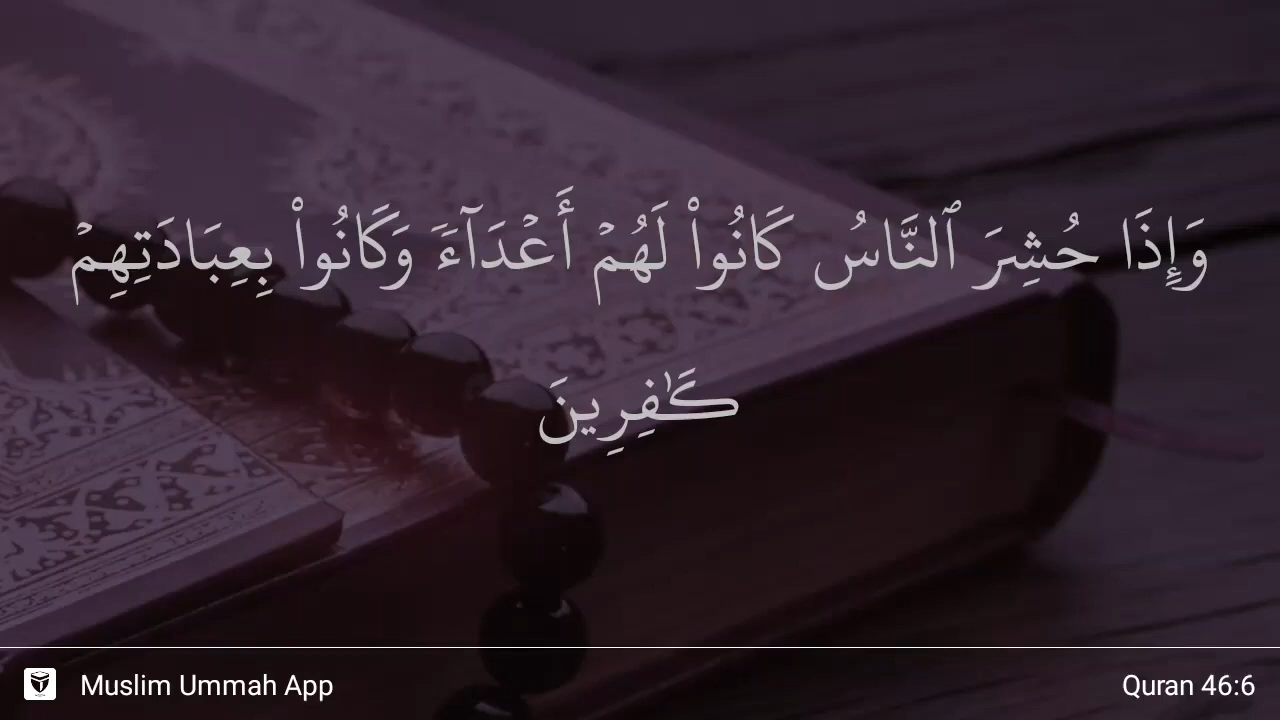 وَإِذَا حُشِرَ ٱلنَّاسُ كَانُوا۟ لَهُمْ أَعْدَآءً وَكَانُوا۟ بِعِبَادَتِهِمْ
كَـٰفِرِينَ
Muslim Ummah App
Quran 46:6